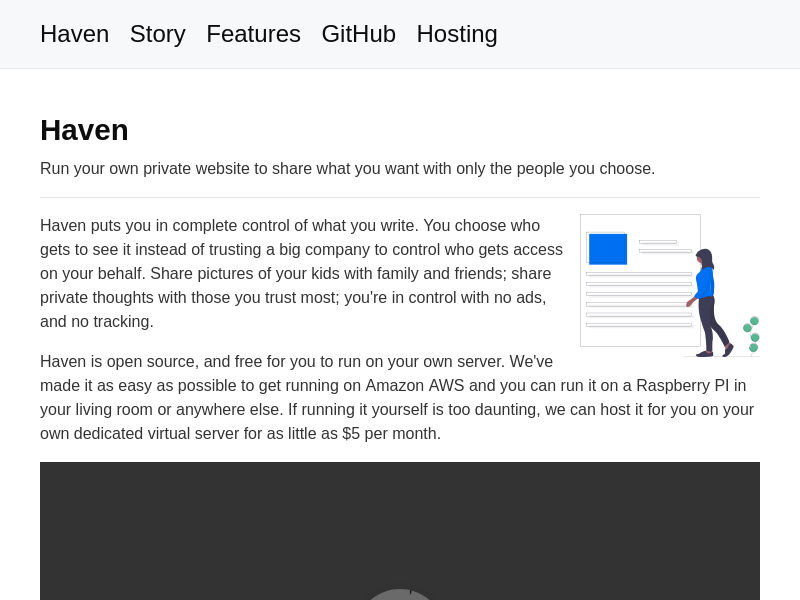 Haven Story Features GitHub Hosting
Haven
Run your own private website to share what you want with only the people you choose.
Haven puts you in complete control of what you write. You choose who
gets to see it instead of trusting a big company to control who gets access
on your behalf. Share pictures of your kids with family and friends; share
private thoughts with those you trust most; you're in control with no ads,
and no tracking.
Haven is open source, and free for you to run on your own server. We've
made it as easy as possible to get running on Amazon AWS and you can run it on a Raspberry PI in
your living room or anywhere else. If running it yourself is too daunting, we can host it for you on your
own dedicated virtual server for as little as $5 per month.